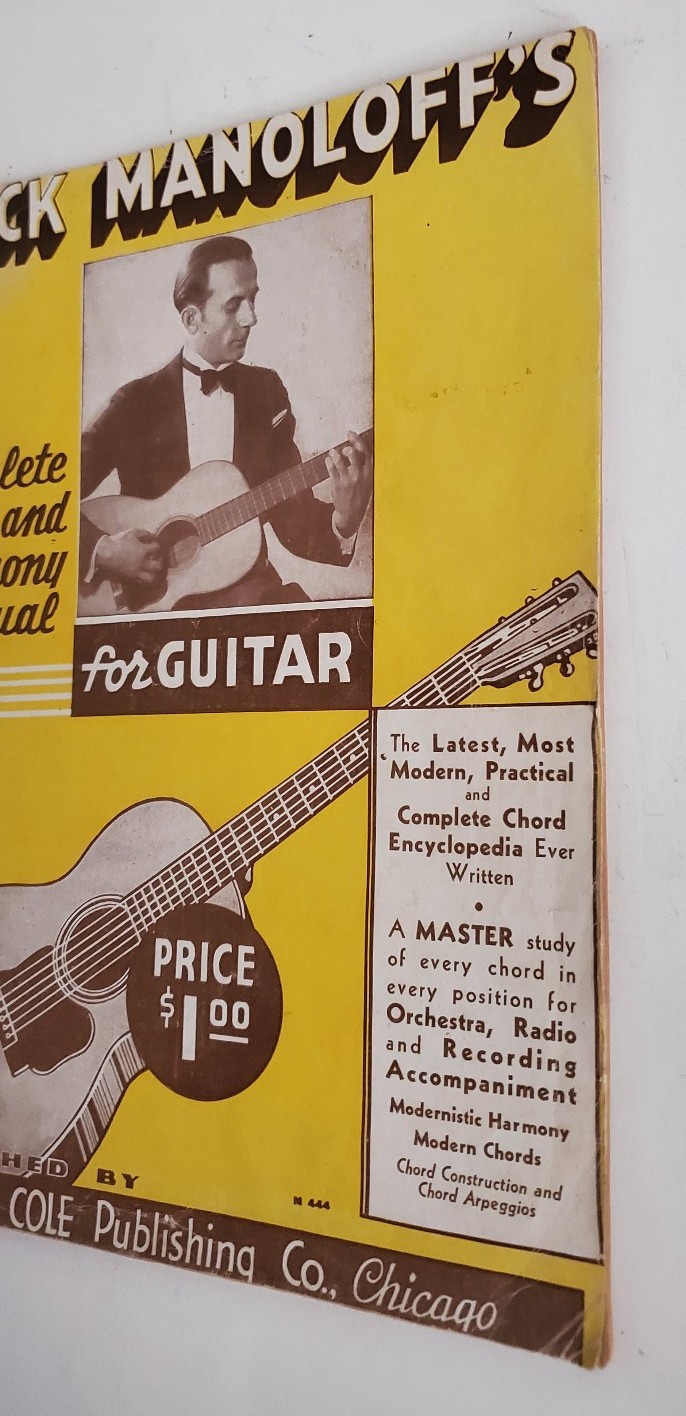 CK MANOLOFF'S
lete
and
ony
ual
for GUITAR
The Latest, Most
Modern, Practical
and
Complete Chord
Encyclopedia Ever
Written
•
A MASTER study
of every chord in
every position for
Orchestra, Radio
and Recording
Accompaniment
Modernistic Harmony
Modern Chords
Chord Construction and
Chord Arpeggios
PRICE
$1.00
HED BY
N 444
COLE Publishing Co., Chicago